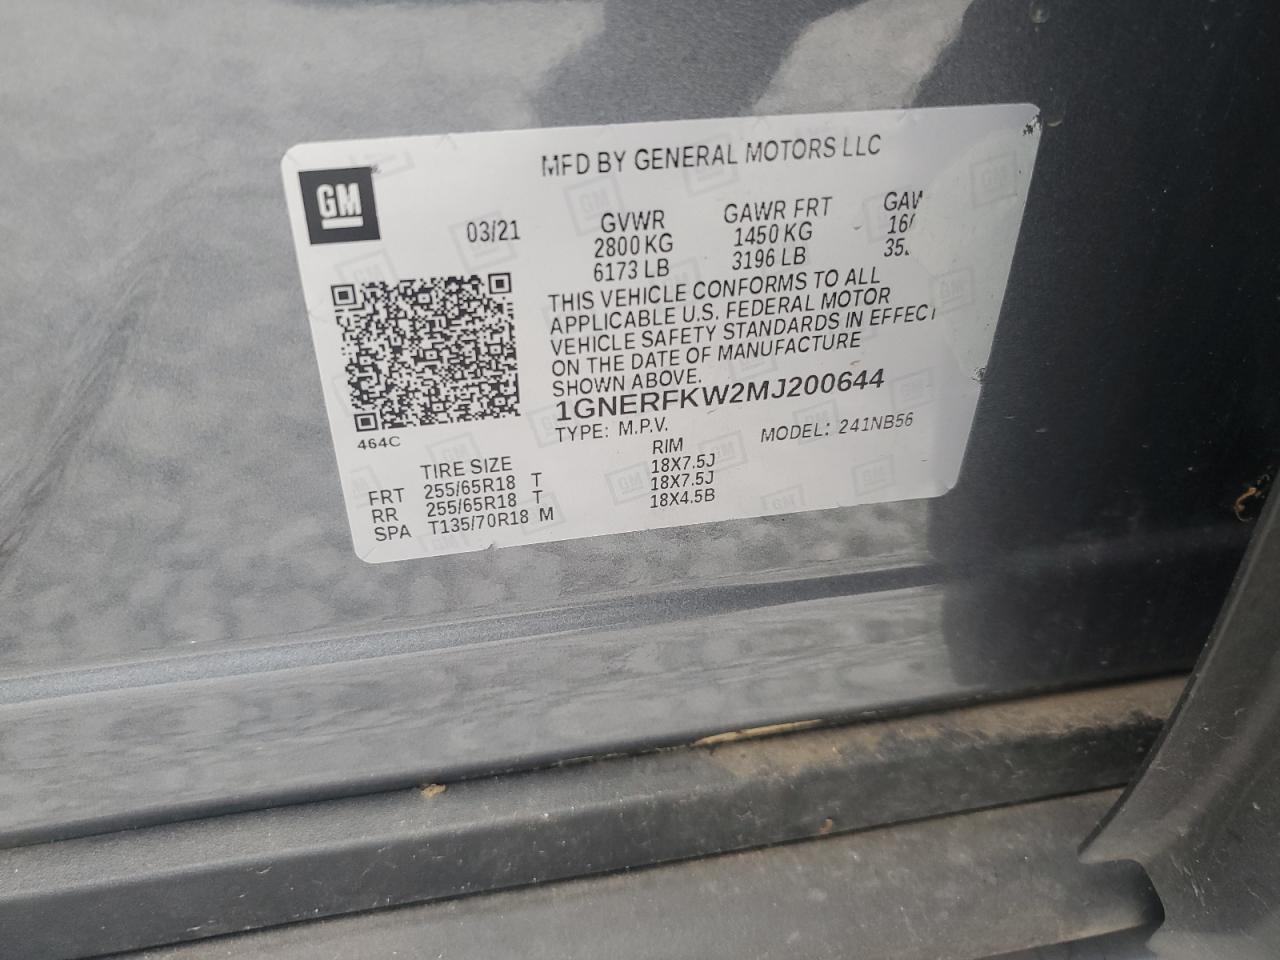 MFD BY GENERAL MOTORS LLC
GM
03/21
GVWR GAWR FRT
2800 KG 1450 KG
6173 LB 3196 LB
THIS VEHICLE CONFORMS TO ALL
APPLICABLE U.S. FEDERAL MOTOR
VEHICLE SAFETY STANDARDS IN EFFECT
ON THE DATE OF MANUFACTURE
SHOWN ABOVE.
1GNERFKW2MJ200644
TYPE: M.P.V. MODEL: 241NB56
464C
TIRE SIZE RIM
FRT 255/65R18 T 18X7.5J
RR 255/65R18 T 18X7.5J
SPA T135/70R18 M 18X4.5B